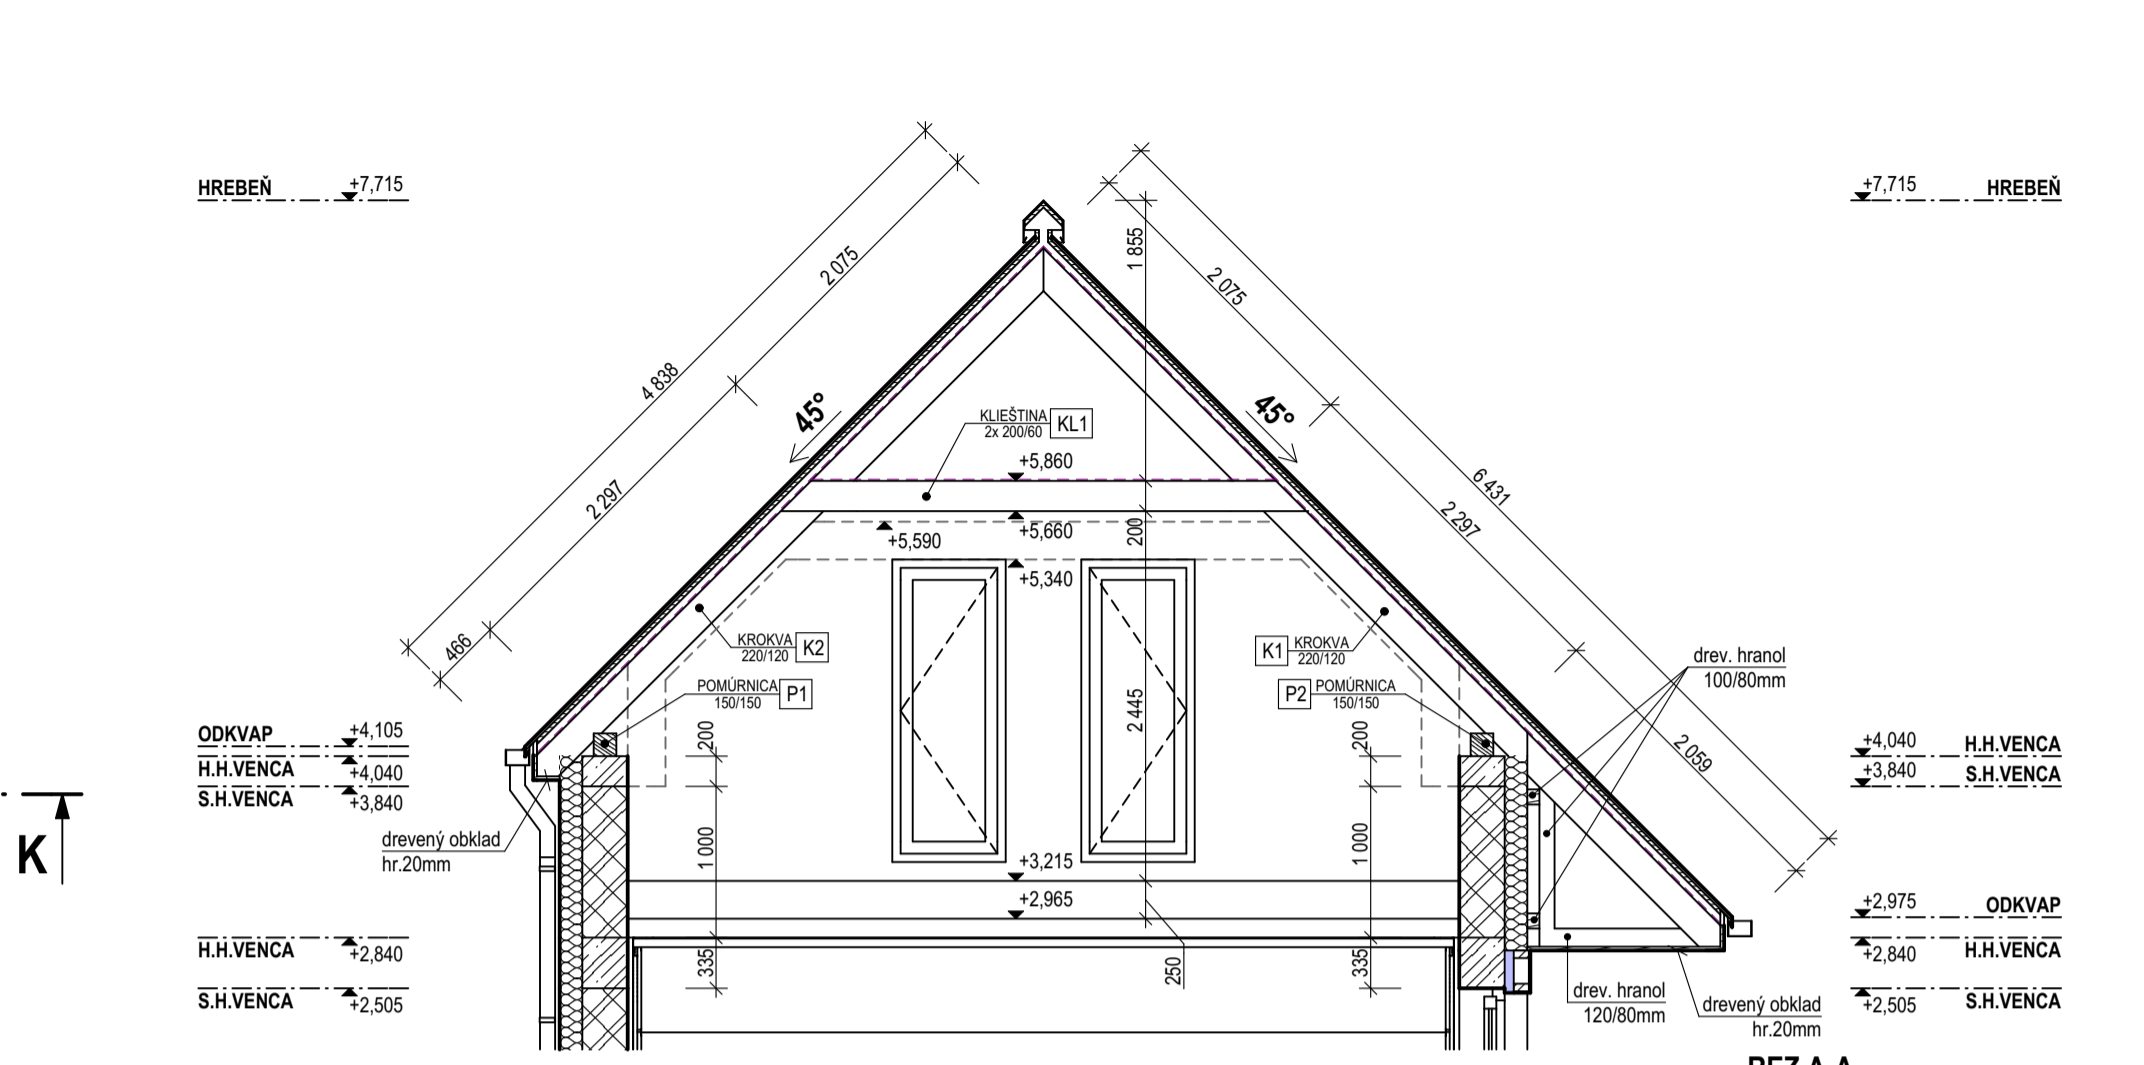 HREBEŇ +7,715
+7,715 HREBEŇ
1 855
2 075
2 075
4 838
6 431
45°
45°
KLIEŠTINA
2x 200/60
KL1
+5,860
2 297
2 297
+5,660
+5,590
200
+5,340
KROKVA
220/120
K2
K1
KROKVA
220/120
drev. hranol
100/80mm
466
POMÚRNICA
150/150
P1
P2
POMÚRNICA
150/150
2 445
2 059
200
200
ODKVAP +4,105
H.H.VENCA +4,040
S.H.VENCA +3,840
+4,040 H.H.VENCA
+3,840 S.H.VENCA
K
drevený obklad
hr.20mm
1 000
1 000
+3,215
+2,965
+2,975 ODKVAP
H.H.VENCA +2,840
+2,840 H.H.VENCA
335
250
335
S.H.VENCA +2,505
+2,505 S.H.VENCA
drev. hranol
120/80mm
drevený obklad
hr.20mm